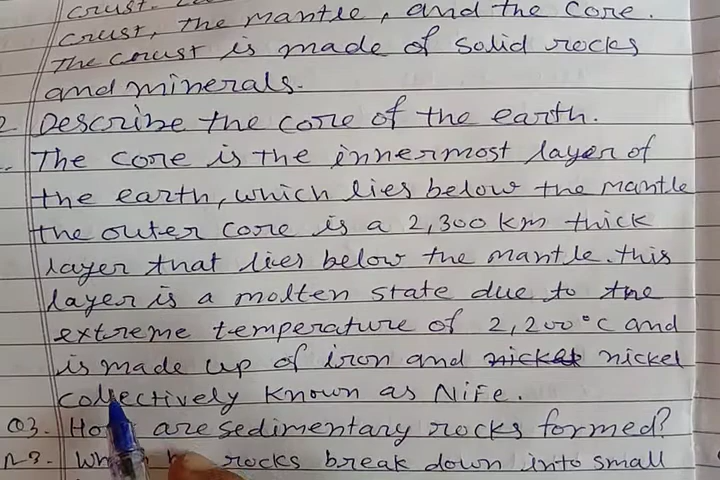 crust.
crust, the mantle, and the core.
The crust is made of solid rocks
and minerals.
2 Describe the core of the earth.
The core is the innermost layer of
the earth, which lies below the mantle
the outer core is a 2,300 km thick
layer that lies below the mantle. this
layer is a molten state due to the
extreme temperature of 2,200°C and
is made up of iron and nickel
collectively known as NiFe.
Q3. How are sedimentary rocks formed?
rocks break down into small